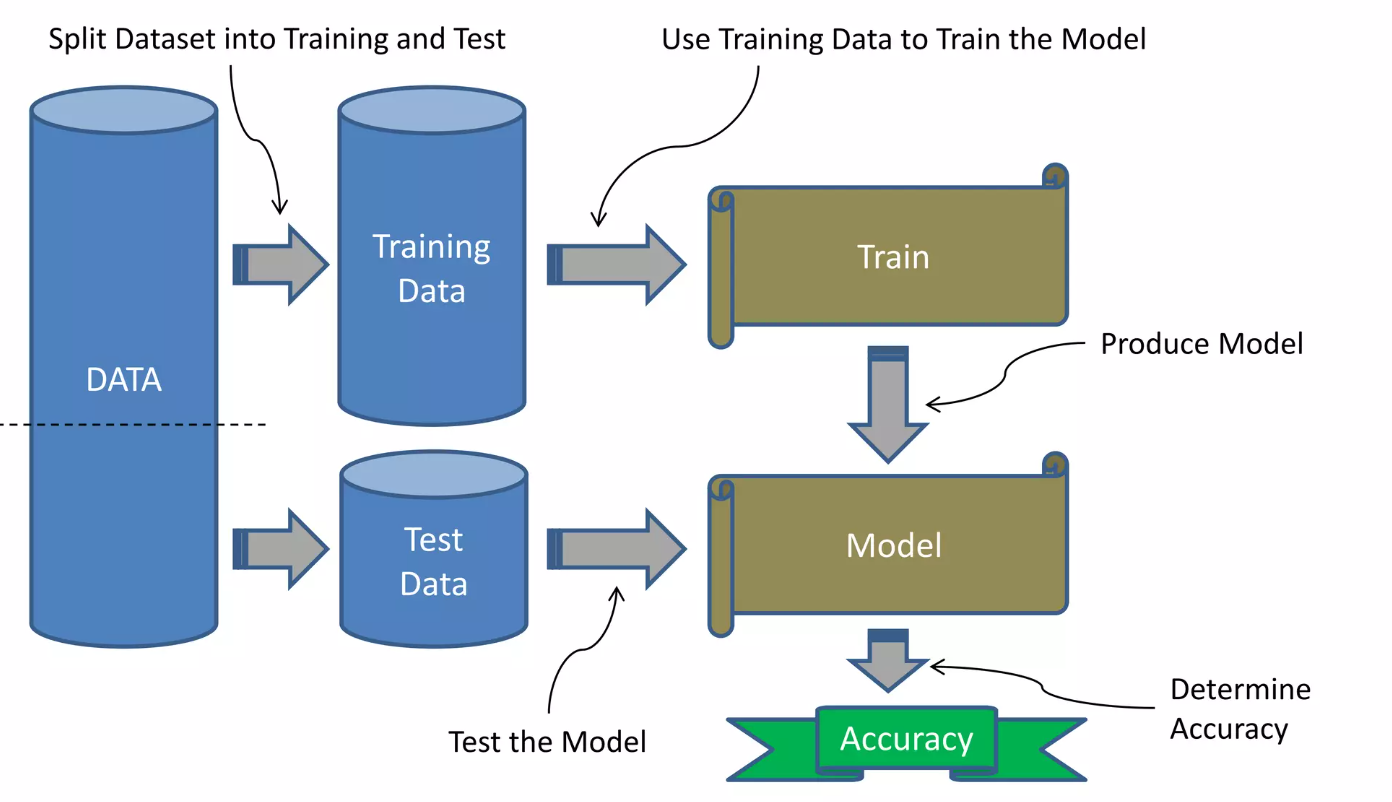 Split Dataset into Training and Test
Use Training Data to Train the Model
Training
Data
Train
DATA
Produce Model
Test
Data
Model
Test the Model
Determine
Accuracy
Accuracy